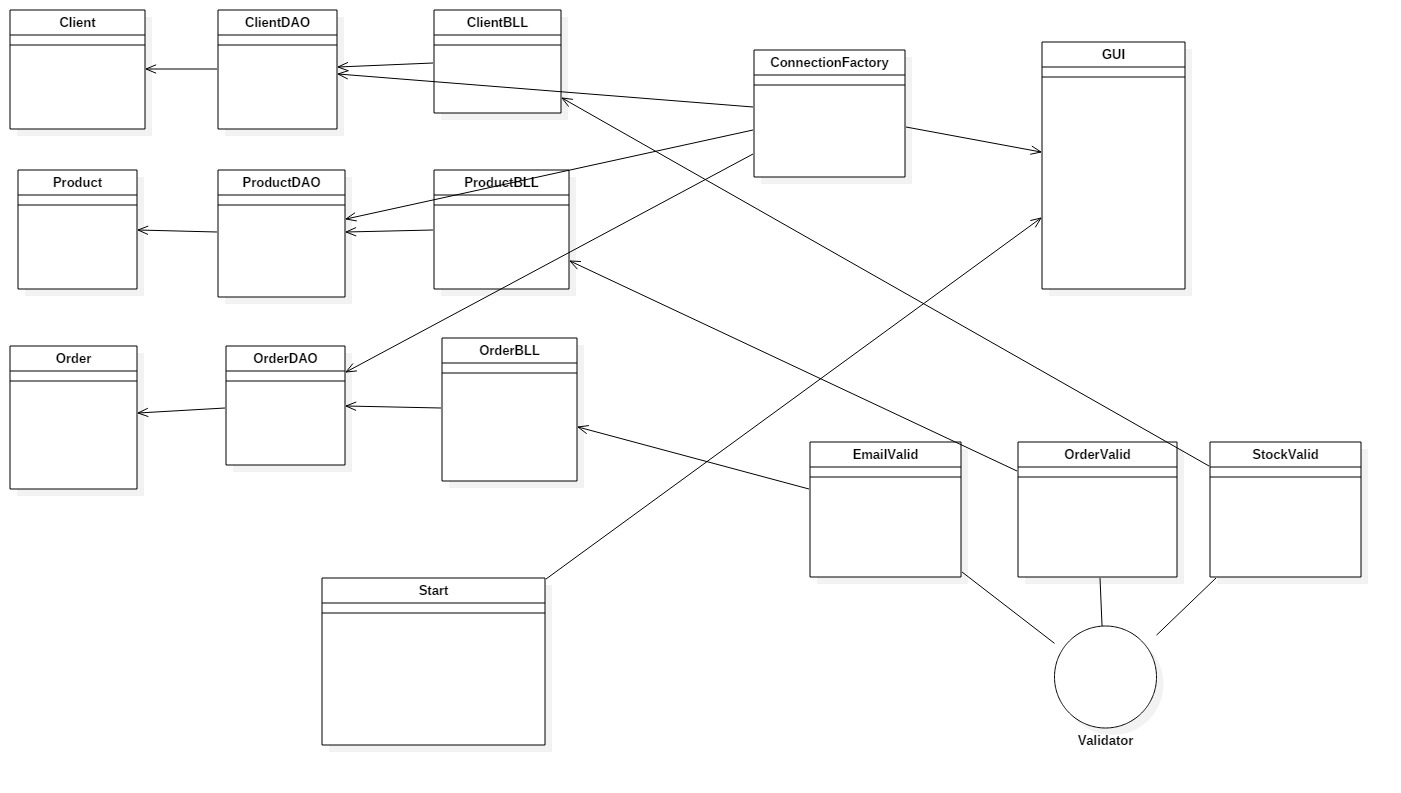 Client
ClientDAO
ClientBLL
ConnectionFactory
GUI
Product
ProductDAO
ProductBLL
Order
OrderDAO
OrderBLL
EmailValid
OrderValid
StockValid
Start
Validator